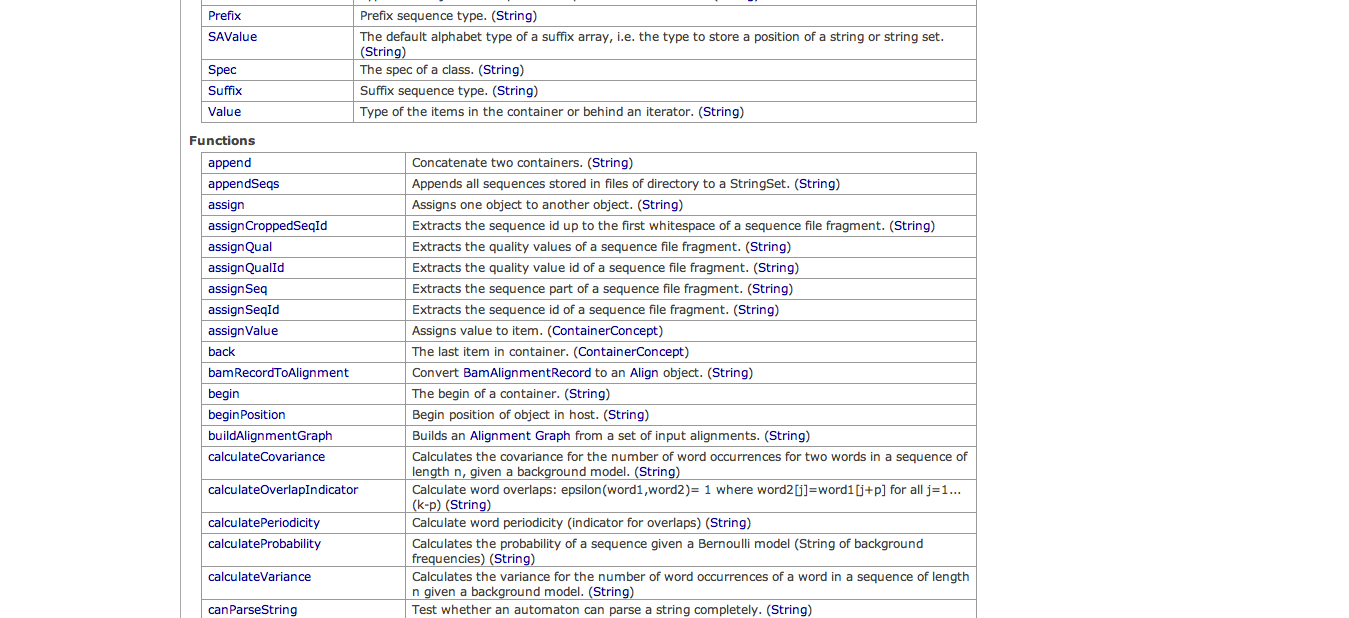 Prefix Prefix sequence type. (String)
SAValue The default alphabet type of a suffix array, i.e. the type to store a position of a string or string set.
(String)
Spec The spec of a class. (String)
Suffix Suffix sequence type. (String)
Value Type of the items in the container or behind an iterator. (String)
Functions
append Concatenate two containers. (String)
appendSeqs Appends all sequences stored in files of directory to a StringSet. (String)
assign Assigns one object to another object. (String)
assignCroppedSeqId Extracts the sequence id up to the first whitespace of a sequence file fragment. (String)
assignQual Extracts the quality values of a sequence file fragment. (String)
assignQualId Extracts the quality value id of a sequence file fragment. (String)
assignSeq Extracts the sequence part of a sequence file fragment. (String)
assignSeqId Extracts the sequence id of a sequence file fragment. (String)
assignValue Assigns value to item. (ContainerConcept)
back The last item in container. (ContainerConcept)
bamRecordToAlignment Convert BamAlignmentRecord to an Align object. (String)
begin The begin of a container. (String)
beginPosition Begin position of object in host. (String)
buildAlignmentGraph Builds an Alignment Graph from a set of input alignments. (String)
calculateCovariance Calculates the covariance for the number of word occurrences for two words in a sequence of
length n, given a background model. (String)
calculateOverlapIndicator Calculate word overlaps: epsilon(word1,word2)= 1 where word2[j]=word1[j+p] for all j=1...
(k-p) (String)
calculatePeriodicity Calculate word periodicity (indicator for overlaps) (String)
calculateProbability Calculates the probability of a sequence given a Bernoulli model (String of background
frequencies) (String)
calculateVariance Calculates the variance for the number of word occurrences of a word in a sequence of length
n given a background model. (String)
canParseString Test whether an automaton can parse a string completely. (String)